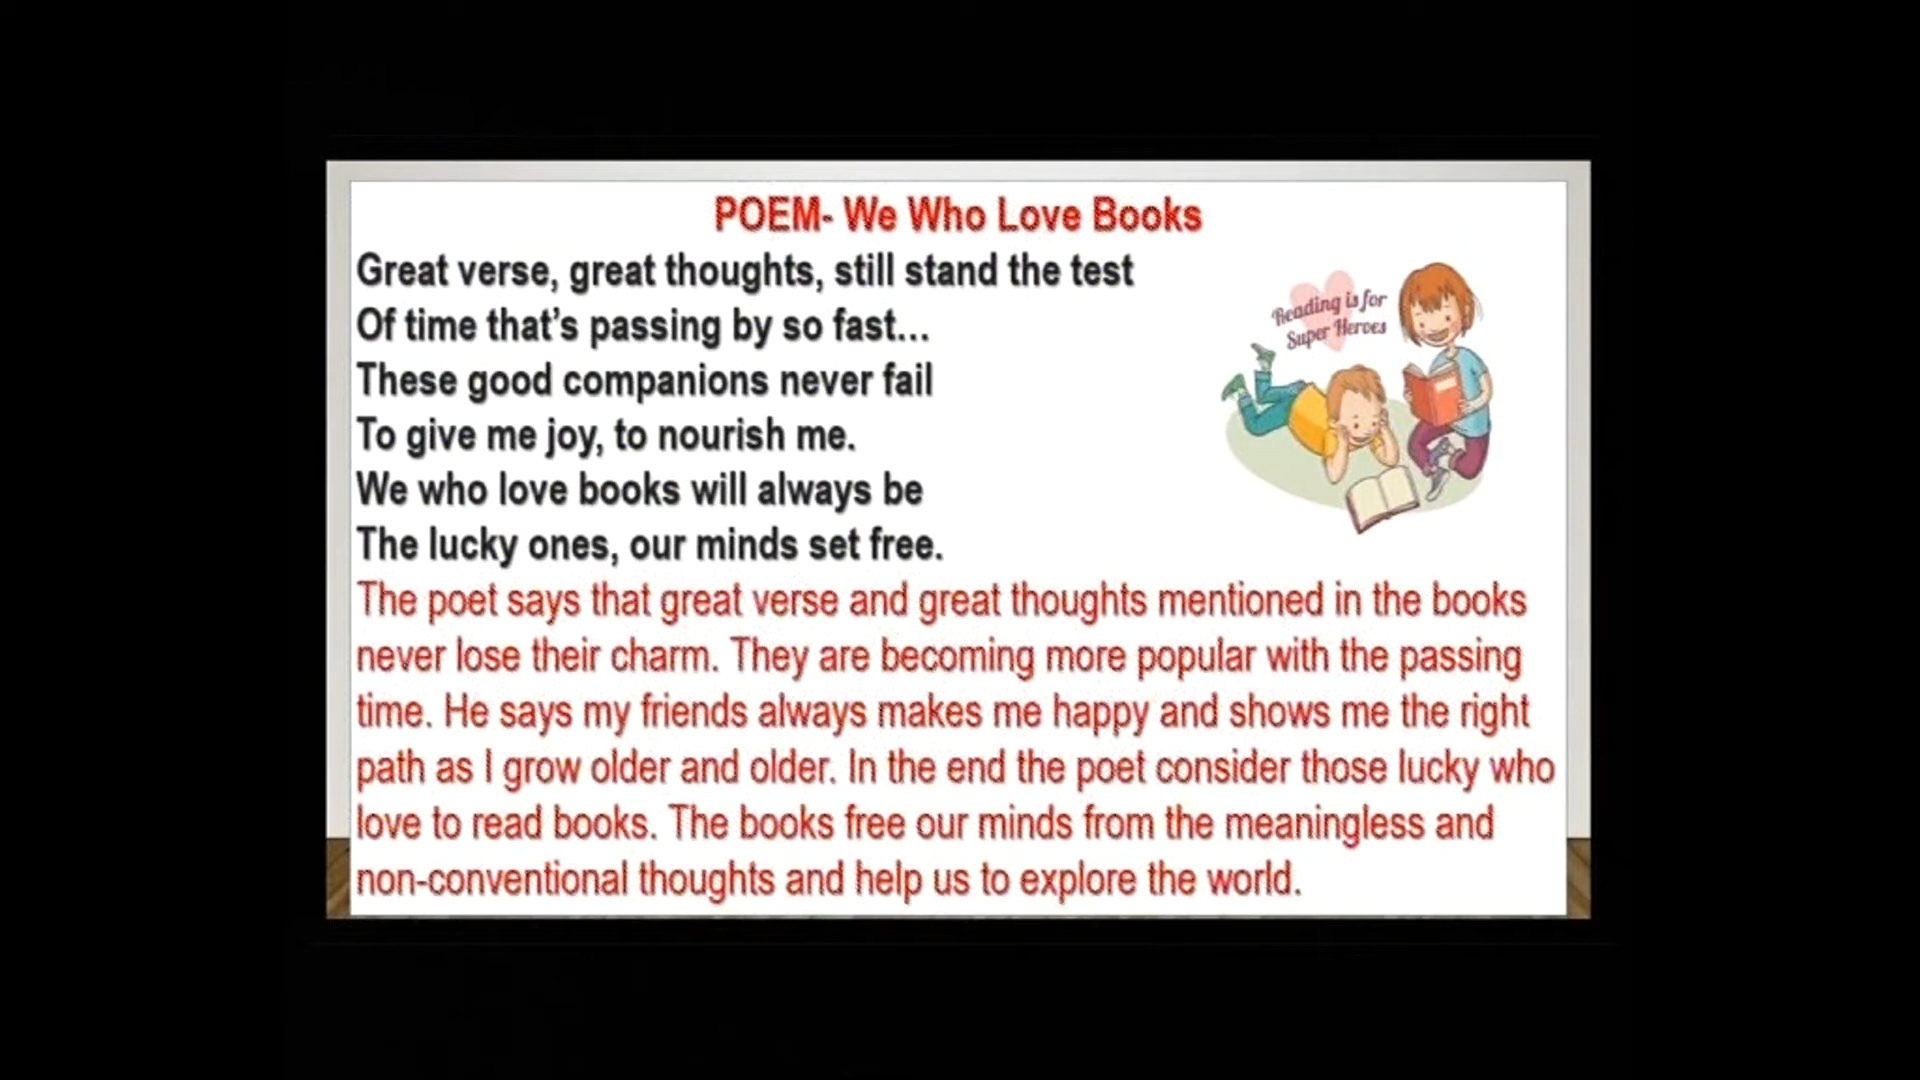 POEM- We Who Love Books
Great verse, great thoughts, still stand the test
Of time that’s passing by so fast...
These good companions never fail
To give me joy, to nourish me.
We who love books will always be
The lucky ones, our minds set free.
Reading is for
Super Heroes
The poet says that great verse and great thoughts mentioned in the books
never lose their charm. They are becoming more popular with the passing
time. He says my friends always makes me happy and shows me the right
path as I grow older and older. In the end the poet consider those lucky who
love to read books. The books free our minds from the meaningless and
non-conventional thoughts and help us to explore the world.